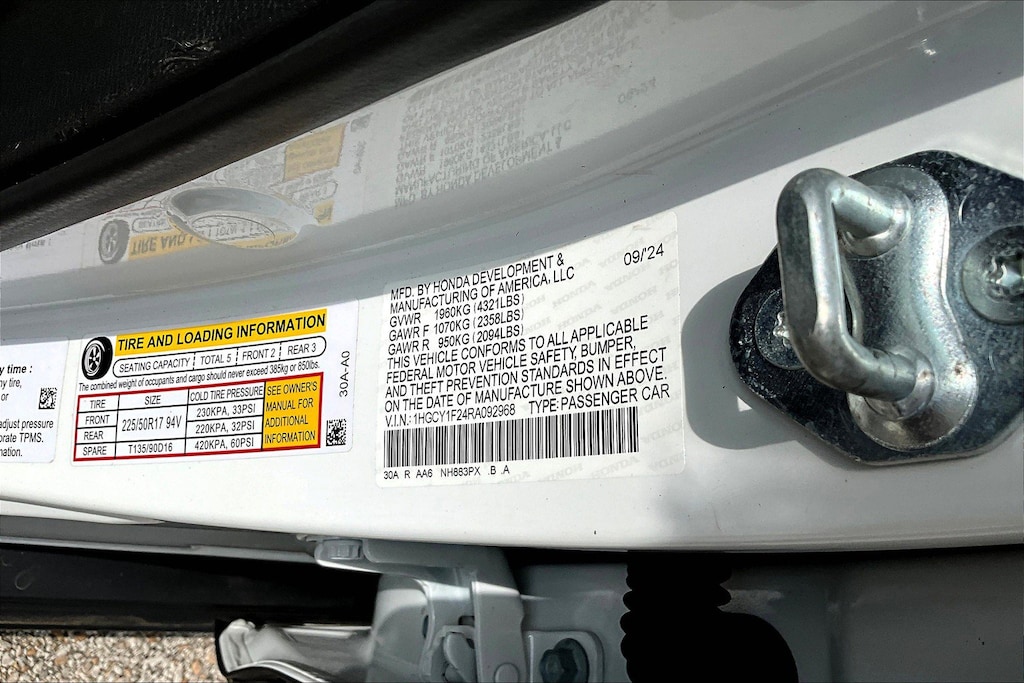 y time :
y tire,
or
adjust pressure
orate TPMS.
mation.
TIRE AND LOADING INFORMATION
SEATING CAPACITY TOTAL 5 FRONT 2 REAR 3
The combined weight of occupants and cargo should never exceed 385kg or 850lbs.
TIRE SIZE COLD TIRE PRESSURE SEE OWNER'S MANUAL FOR ADDITIONAL INFORMATION
FRONT 225/50R17 94V 230KPA, 33PSI
REAR 220KPA, 32PSI
SPARE T135/90D16 420KPA, 60PSI
30A-A0
MFD. BY HONDA DEVELOPMENT & 09/'24
MANUFACTURING OF AMERICA, LLC
GVWR 1960KG (4321LBS)
GAWR F 1070KG (2358LBS)
GAWR R 950KG (2094LBS)
THIS VEHICLE CONFORMS TO ALL APPLICABLE
FEDERAL MOTOR VEHICLE SAFETY, BUMPER,
AND THEFT PREVENTION STANDARDS IN EFFECT
ON THE DATE OF MANUFACTURE SHOWN ABOVE.
V.I.N.: 1HGCY1F24RA092968 TYPE: PASSENGER CAR
30A R AA6 NH883PX .B .A